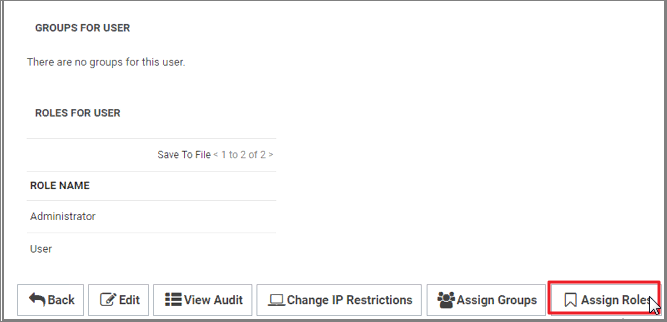 GROUPS FOR USER
There are no groups for this user.
ROLES FOR USER
Save To File < 1 to 2 of 2 >
ROLE NAME
Administrator
User
Back Edit View Audit Change IP Restrictions Assign Groups Assign Roles